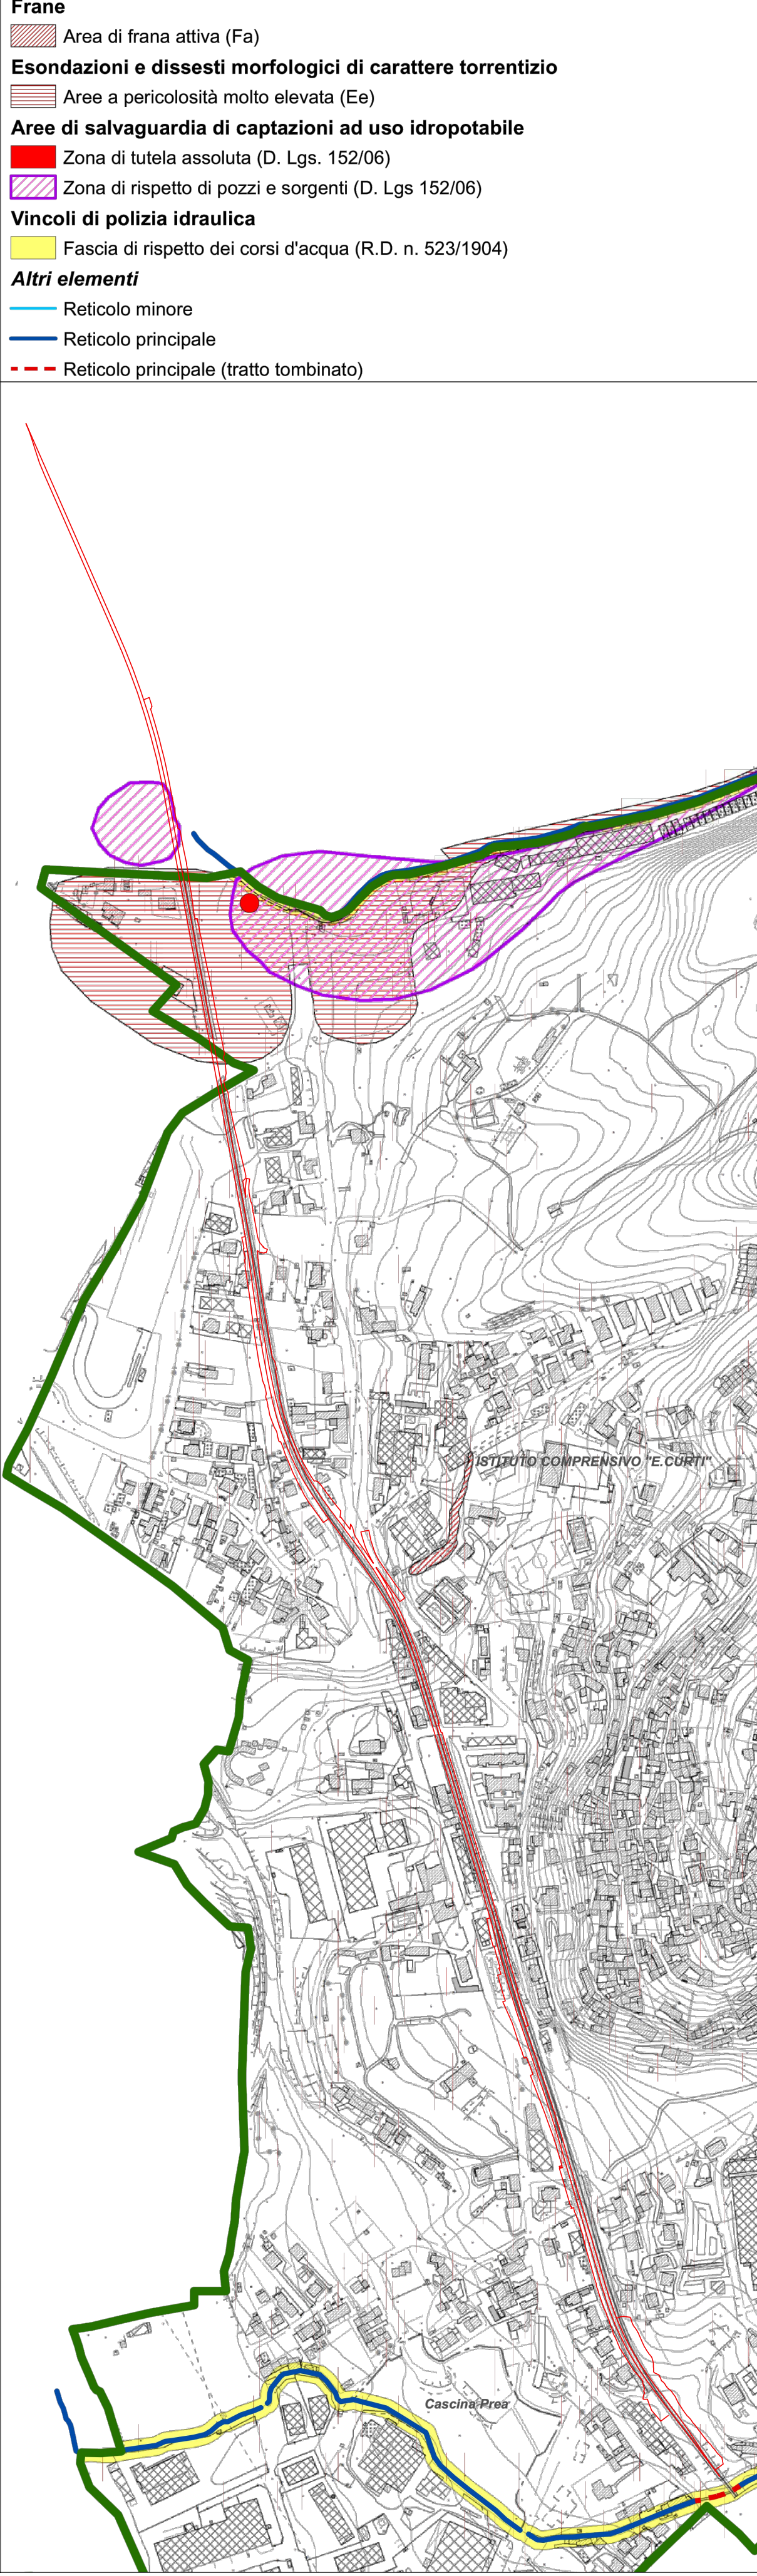 Frane
Area di frana attiva (Fa)
Esondazioni e dissesti morfologici di carattere torrentizio
Aree a pericolosità molto elevata (Ee)
Aree di salvaguardia di captazioni ad uso idropotabile
Zona di tutela assoluta (D. Lgs. 152/06)
Zona di rispetto di pozzi e sorgenti (D. Lgs 152/06)
Vincoli di polizia idraulica
Fascia di rispetto dei corsi d'acqua (R.D. n. 523/1904)
Altri elementi
Reticolo minore
Reticolo principale
Reticolo principale (tratto tombinato)
ISTITUTO COMPRENSIVO "E.CURTI"
Cascina Prea